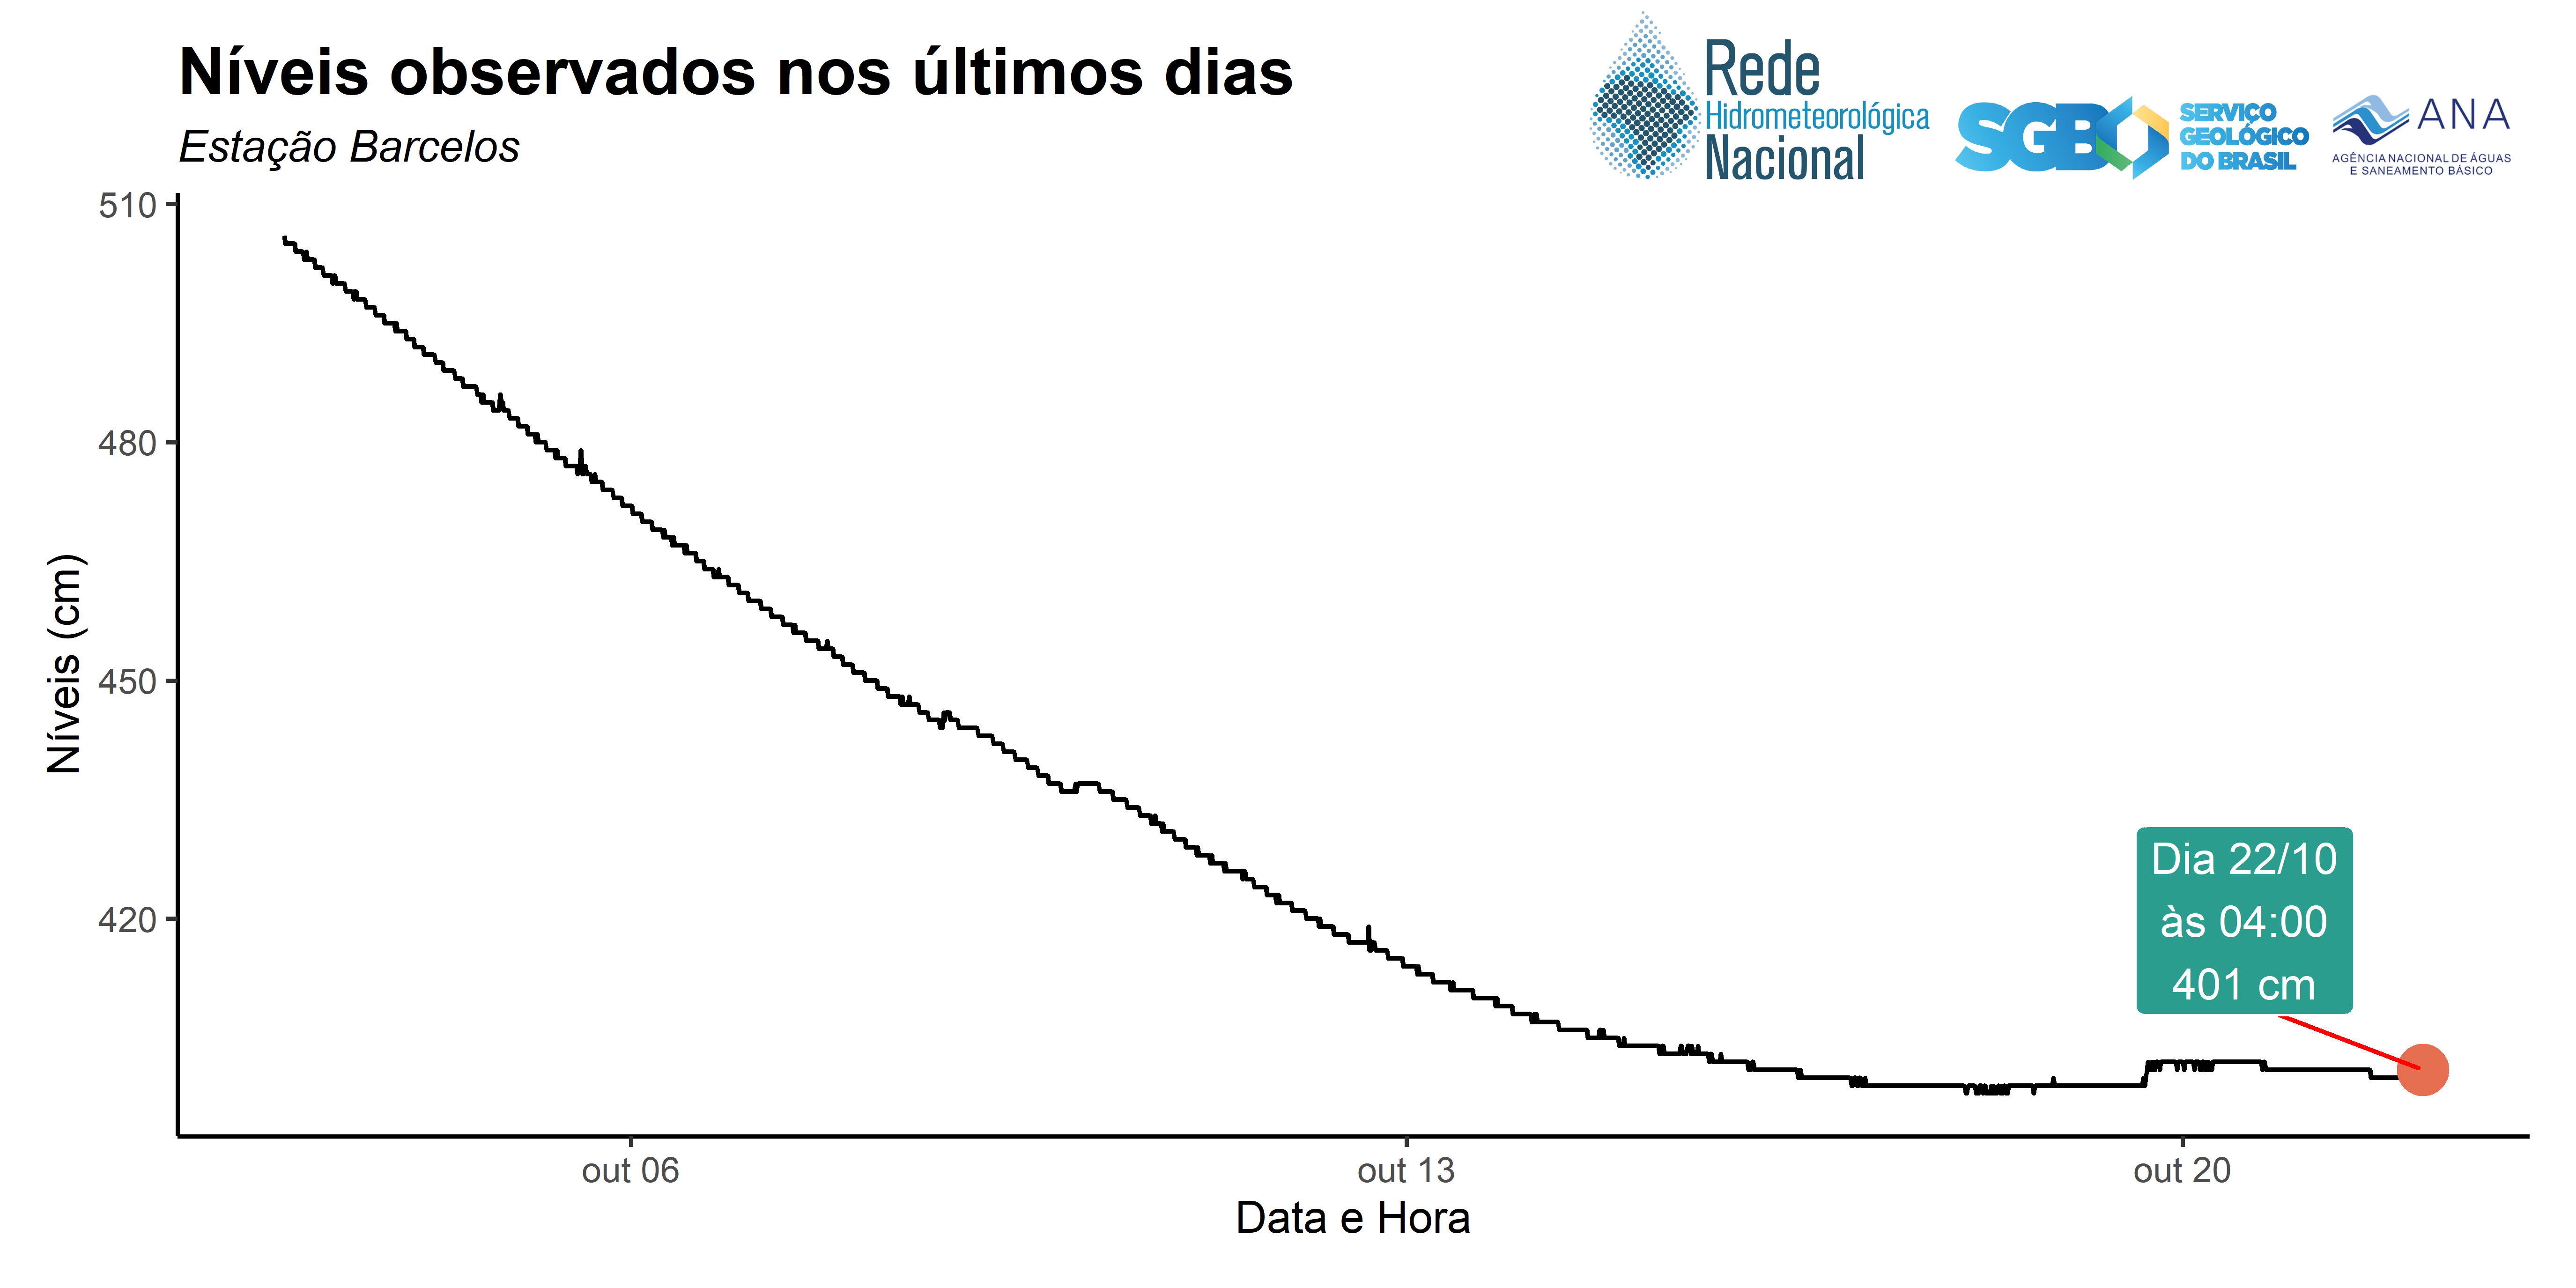 Níveis observados nos últimos dias
Estação Barcelos
Rede
Hidrometeorológica
Nacional
SGB
SERVIÇO
GEOLÓGICO
DO BRASIL
ANA
AGÊNCIA NACIONAL DE ÁGUAS
E SANEAMENTO BÁSICO
510
480
450
420
Níveis (cm)
Dia 22/10
às 04:00
401 cm
out 06
out 13
out 20
Data e Hora